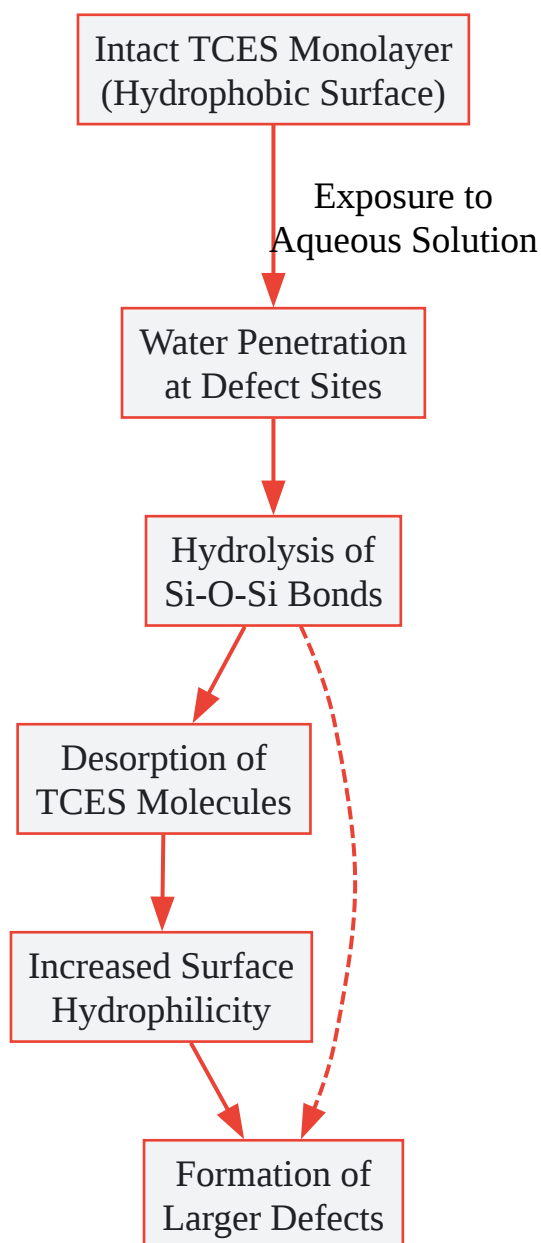 Intact TCES Monolayer
(Hydrophobic Surface)
Exposure to
Aqueous Solution
Water Penetration
at Defect Sites
Hydrolysis of
Si-O-Si Bonds
Desorption of
TCES Molecules
Increased Surface
Hydrophilicity
Formation of
Larger Defects